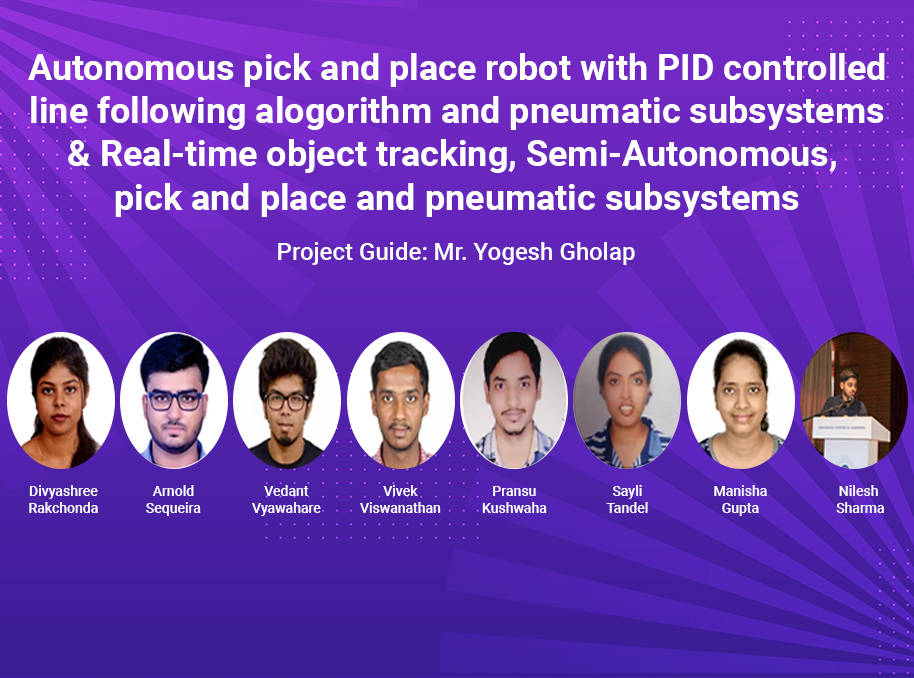 Autonomous pick and place robot with PID controlled
line following alogorithm and pneumatic subsystems
& Real-time object tracking, Semi-Autonomous,
pick and place and pneumatic subsystems
Project Guide: Mr. Yogesh Gholap
Divyashree
Rakchonda
Arnold
Sequeira
Vedant
Vyawahare
Vivek
Viswanathan
Pransu
Kushwaha
Sayli
Tandel
Manisha
Gupta
Nilesh
Sharma